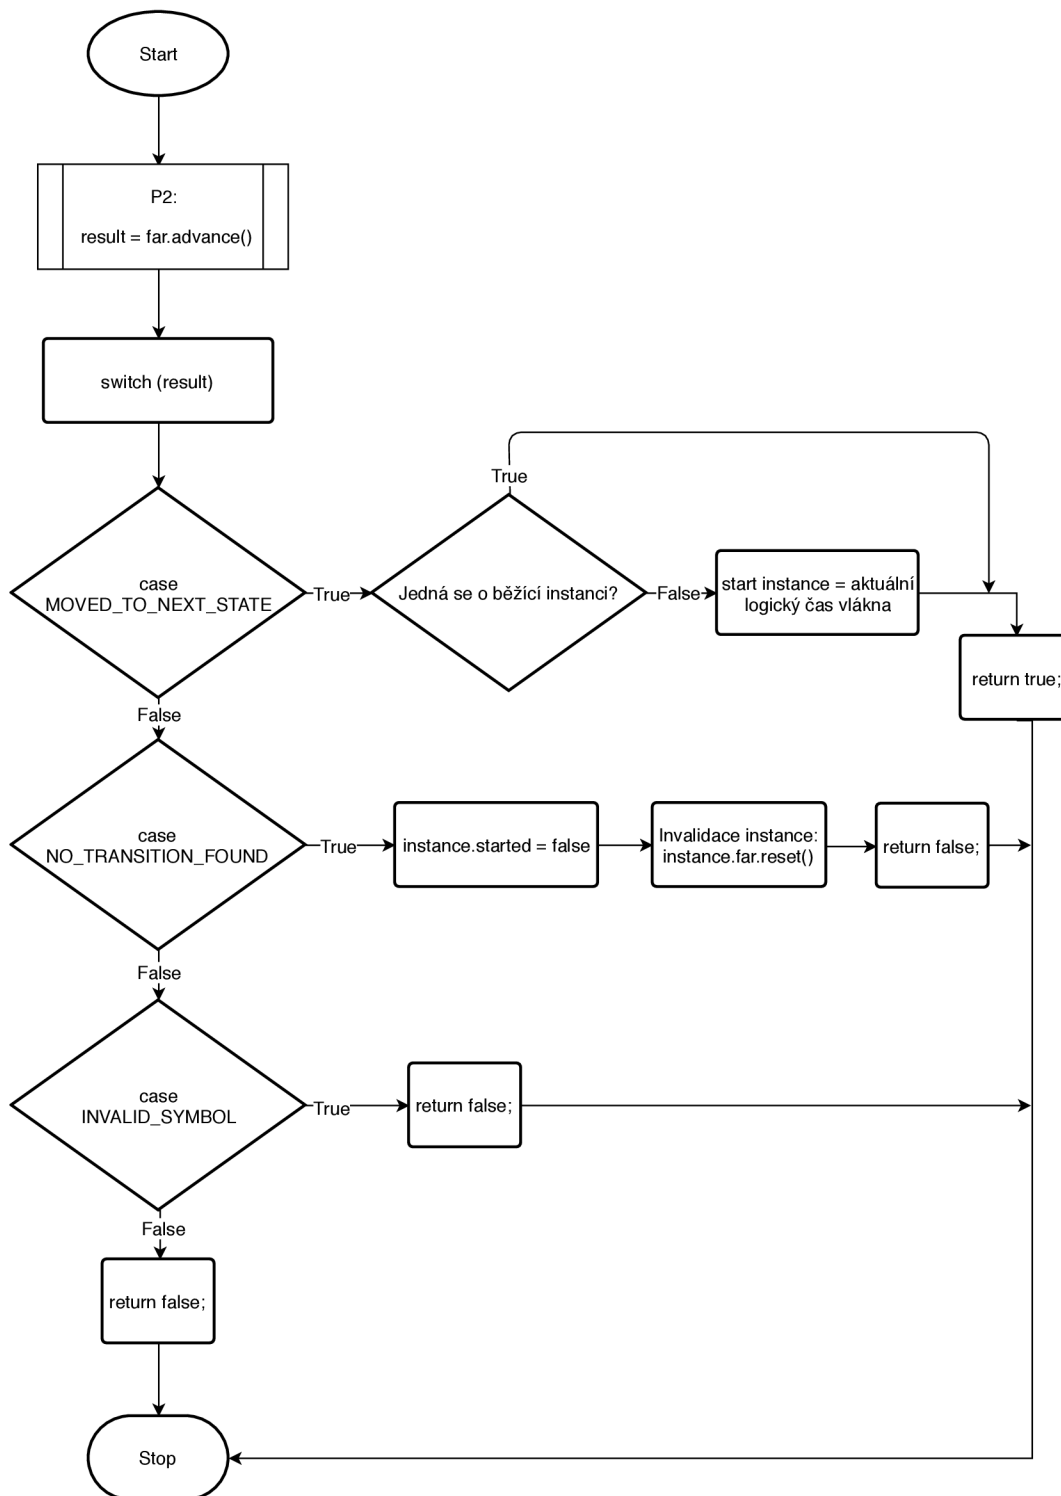 Start
P2:
result = far.advance()
switch (result)
True
case
MOVED_TO_NEXT_STATE
True
Jedná se o běžící instanci?
False
start instance = aktuální
logický čas vlákna
return true;
False
case
NO_TRANSITION_FOUND
True
instance.started = false
Invalidace instance:
instance.far.reset()
return false;
False
case
INVALID_SYMBOL
True
return false;
False
return false;
Stop